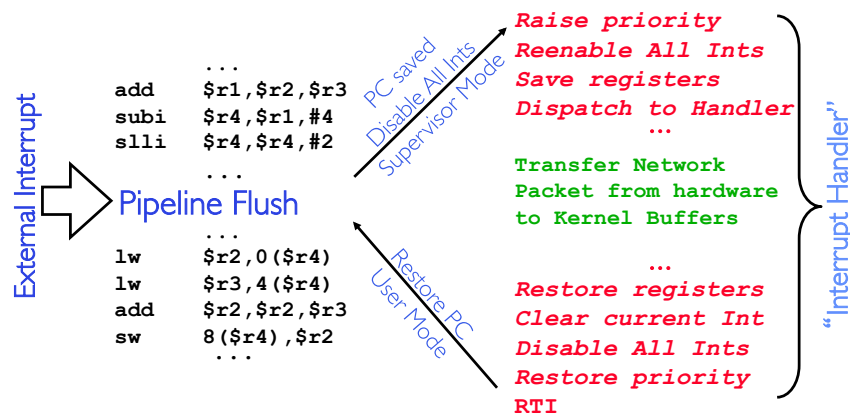 External Interrupt
...
add $r1,$r2,$r3
subi $r4,$r1,#4
slli $r4,$r4,#2
...
Pipeline Flush
...
lw $r2,0($r4)
lw $r3,4($r4)
add $r2,$r2,$r3
sw 8($r4),$r2
...
PC saved
Disable All Ints
Supervisor Mode
Raise priority
Reenable All Ints
Save registers
Dispatch to Handler
…
Transfer Network
Packet from hardware
to Kernel Buffers
…
Restore registers
Clear current Int
Disable All Ints
Restore priority
RTI
Restore PC
User Mode
“Interrupt Handler”